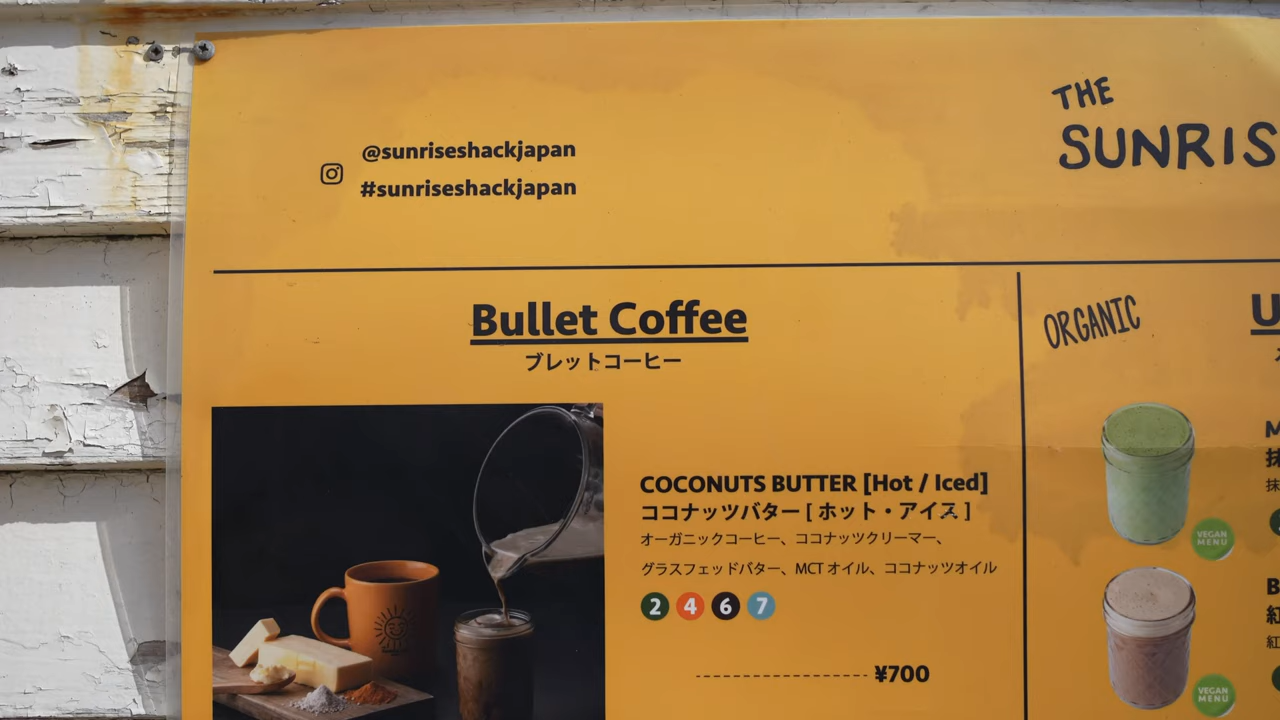 @sunriseshackjapan
#sunriseshackjapan
THE
SUNRIS
Bullet Coffee
ブレットコーヒー
COCONUTS BUTTER [Hot / Iced]
ココナッツバター [ ホット・アイス ]
オーガニックコーヒー、ココナッツクリーマー、
グラスフェッドバター、MCT オイル、ココナッツオイル
2 4 6 7
¥700
ORGANIC
U
M
抹
抹
VEGAN
MENU
B
紅
紅
VEGAN
MENU